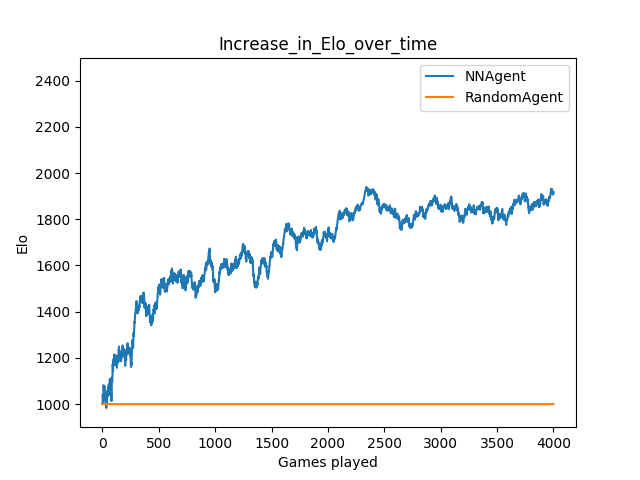 Increase_in_Elo_over_time
NNAgent
RandomAgent
2400
2200
2000
1800
1600
1400
1200
1000
Elo
0 500 1000 1500 2000 2500 3000 3500 4000
Games played